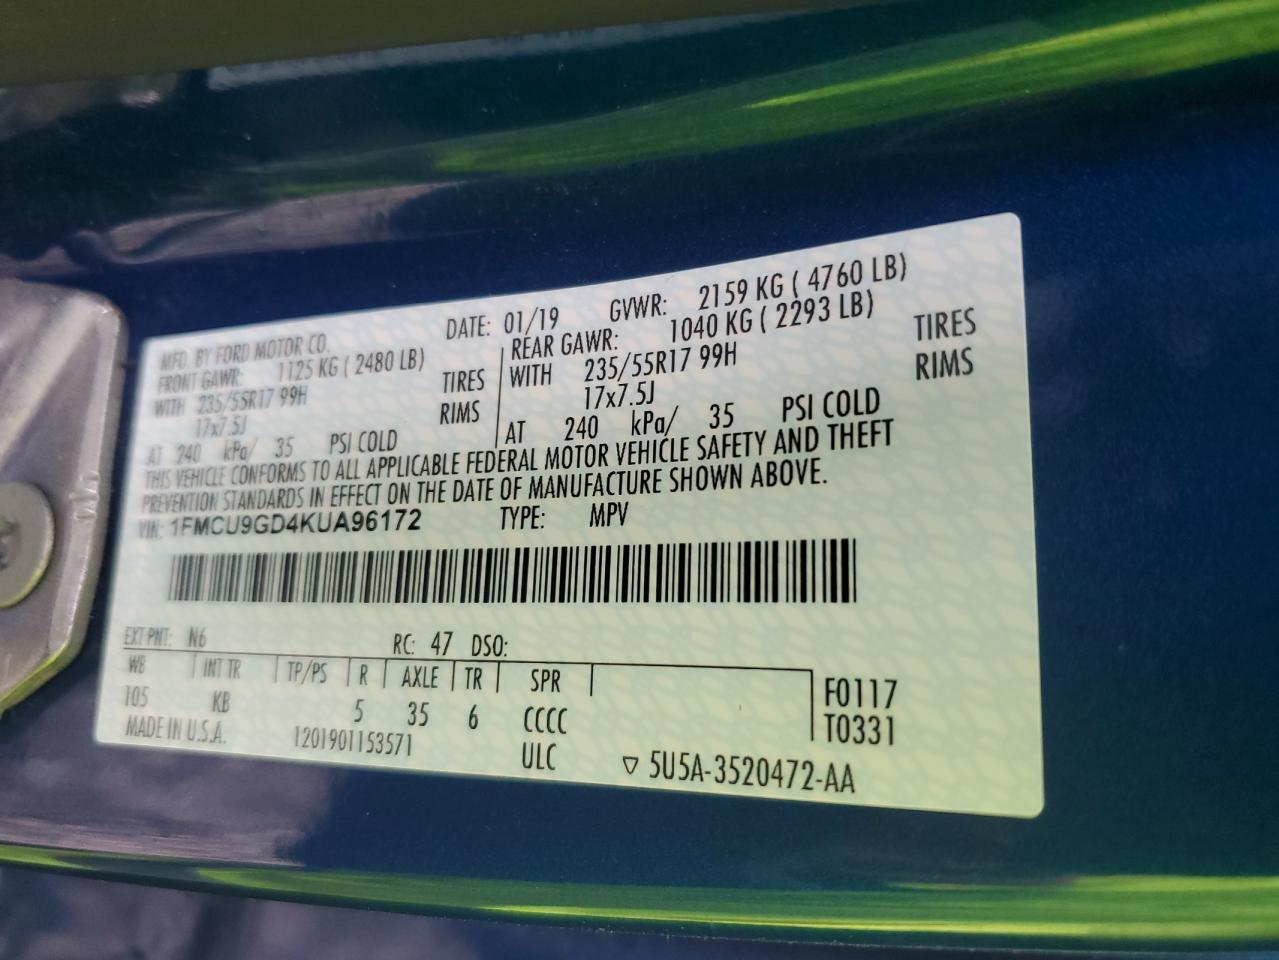 MFD. BY FORD MOTOR CO. DATE: 01/19 GVWR: 2159 KG ( 4760 LB)
FRONT GAWR: 1125 KG ( 2480 LB) REAR GAWR: 1040 KG ( 2293 LB)
WITH 235/55R17 99H TIRES WITH 235/55R17 99H TIRES
17x7.5J RIMS 17x7.5J RIMS
AT 240 kPa/ 35 PSI COLD AT 240 kPa/ 35 PSI COLD
THIS VEHICLE CONFORMS TO ALL APPLICABLE FEDERAL MOTOR VEHICLE SAFETY AND THEFT
PREVENTION STANDARDS IN EFFECT ON THE DATE OF MANUFACTURE SHOWN ABOVE.
VIN: 1FMCU9GD4KUA96172 TYPE: MPV
EXT PNT: N6 RC: 47 DSO:
WB INT TR TP/PS R AXLE TR SPR F0117
105 KB 5 35 6 CCCC T0331
MADE IN U.S.A. 1201901153571 ULC ▽ 5U5A-3520472-AA